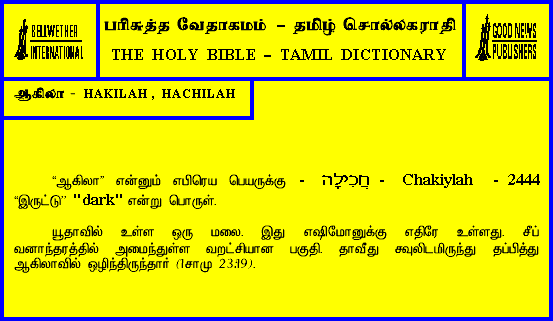 BELLWETHER
INTERNATIONAL
பரிசுத்த வேதாகமம் – தமிழ் சொல்லகராதி
THE HOLY BIBLE – TAMIL DICTIONARY
GOOD NEWS
PUBLISHERS
ஆகிலா - HAKILAH , HACHILAH
“ஆகிலா” என்னும் எபிரெய பெயருக்கு - חֲכִילָה - Chakiylah - 2444
“இருட்டு” "dark" என்று பொருள்.
யூதாவில் உள்ள ஒரு மலை. இது எஷிமோனுக்கு எதிரே உள்ளது. சீப்
வனாந்தரத்தில் அமைந்துள்ள வறட்சியான பகுதி. தாவீது சவுலிடமிருந்து தப்பித்து
ஆகிலாவில் ஒழிந்திருந்தார் (1சாமு 23:19).